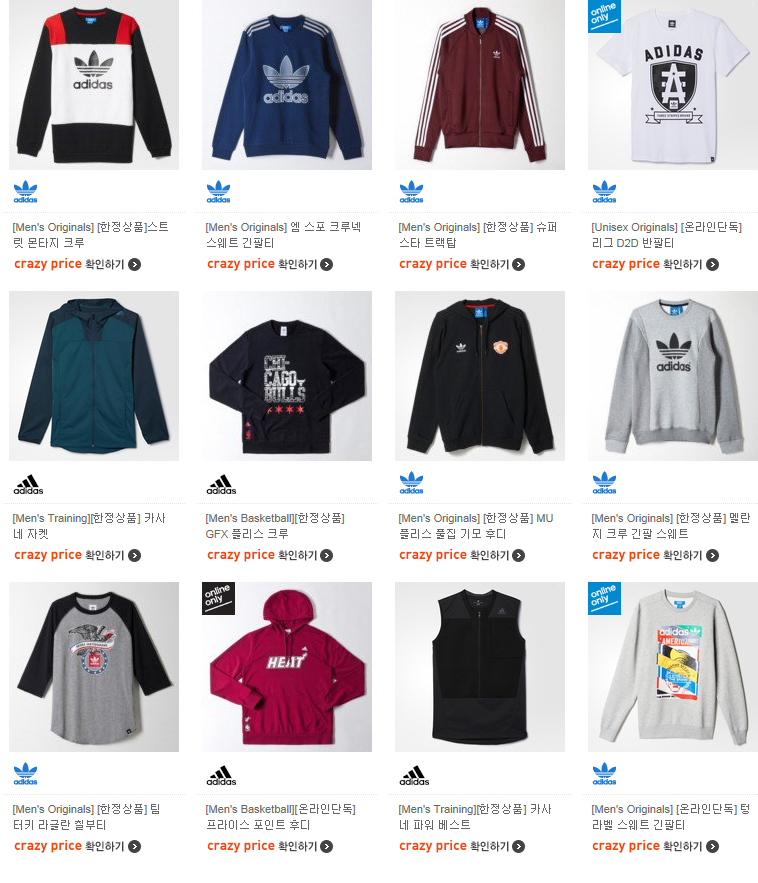 adidas
adidas
online only
ADIDAS
THREE STRIPES BRAND
adidas
adidas
adidas
adidas
[Men's Originals] [한정상품]스트
릿 몬타지 크루
crazy price 확인하기
[Men's Originals] 엠 스포 크루넥
스웨트 긴팔티
crazy price 확인하기
[Men's Originals] [한정상품] 슈퍼
스타 트랙탑
crazy price 확인하기
[Unisex Originals] [온라인단독]
리그 D2D 반팔티
crazy price 확인하기
CHI-
CAGO
BULLS
adidas
adidas
adidas
adidas
adidas
[Men's Training][한정상품] 카사
네 자켓
crazy price 확인하기
[Men's Basketball][한정상품]
GFX 플리스 크루
crazy price 확인하기
[Men's Originals] [한정상품] MU
플리스 풀집 기모 후디
crazy price 확인하기
[Men's Originals] [한정상품] 멜란
지 크루 긴팔 스웨트
crazy price 확인하기
online only
HEAT
online only
adidas
AMERICA
adidas
adidas
adidas
adidas
[Men's Originals] [한정상품] 팀
터키 라글란 칠부티
crazy price 확인하기
[Men's Basketball][온라인단독]
프라이스 포인트 후디
crazy price 확인하기
[Men's Training][한정상품] 카사
네 파워 베스트
crazy price 확인하기
[Men's Originals] [온라인단독] 텅
라벨 스웨트 긴팔티
crazy price 확인하기